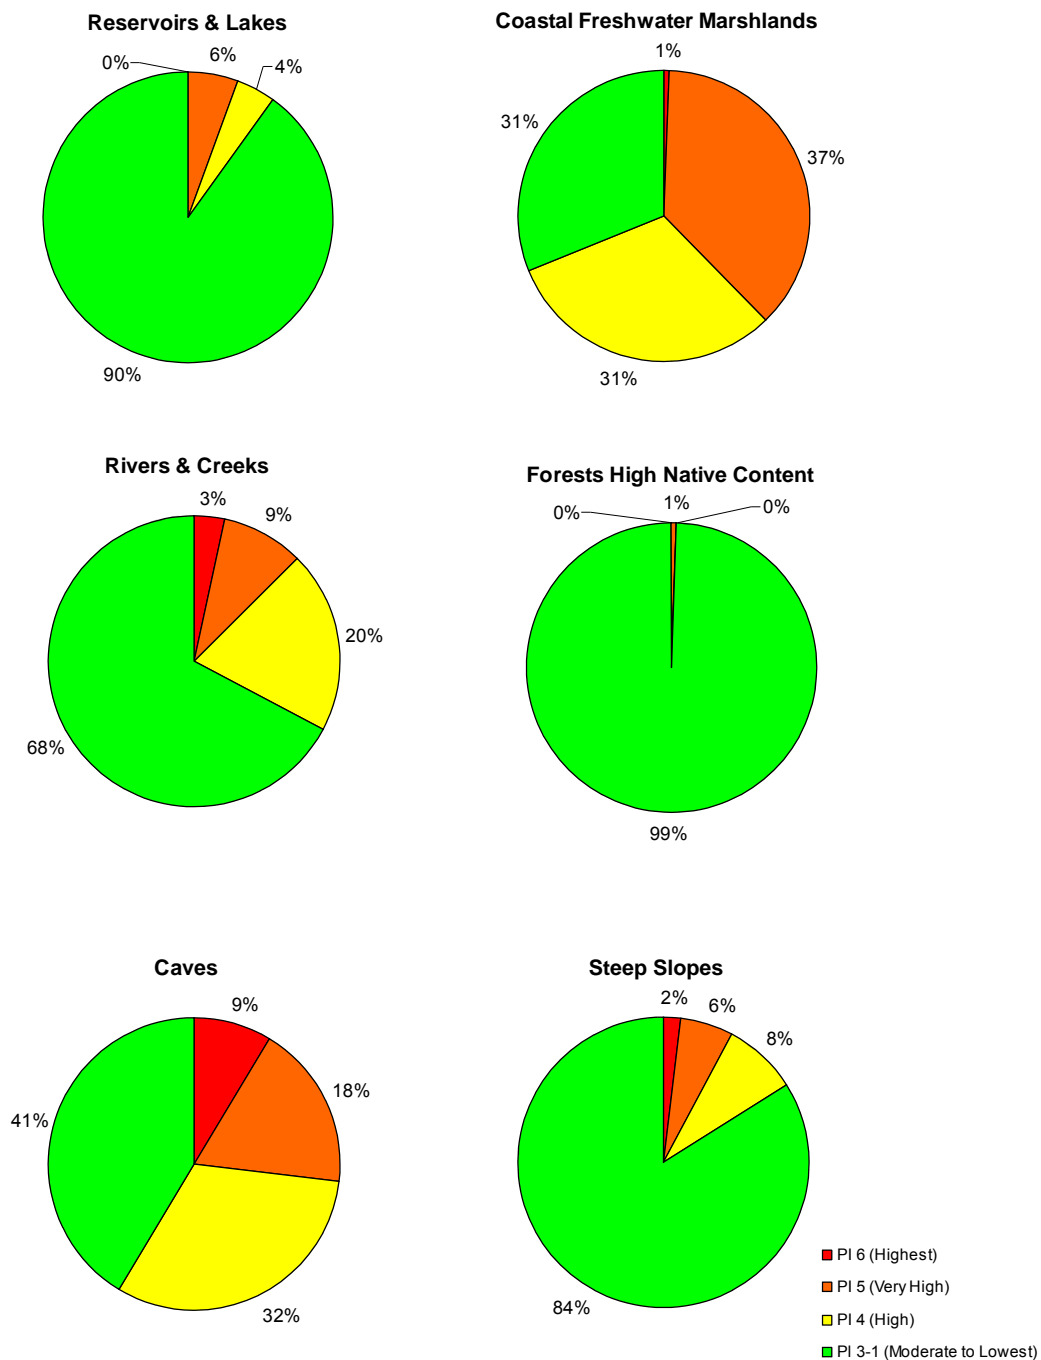 Reservoirs & Lakes
0%
6%
4%
90%
Coastal Freshwater Marshlands
1%
31%
37%
31%
Rivers & Creeks
3%
9%
20%
68%
Forests High Native Content
0%
1%
0%
99%
Caves
9%
18%
41%
32%
Steep Slopes
2%
6%
8%
84%
PI 6 (Highest)
PI 5 (Very High)
PI 4 (High)
PI 3-1 (Moderate to Lowest)